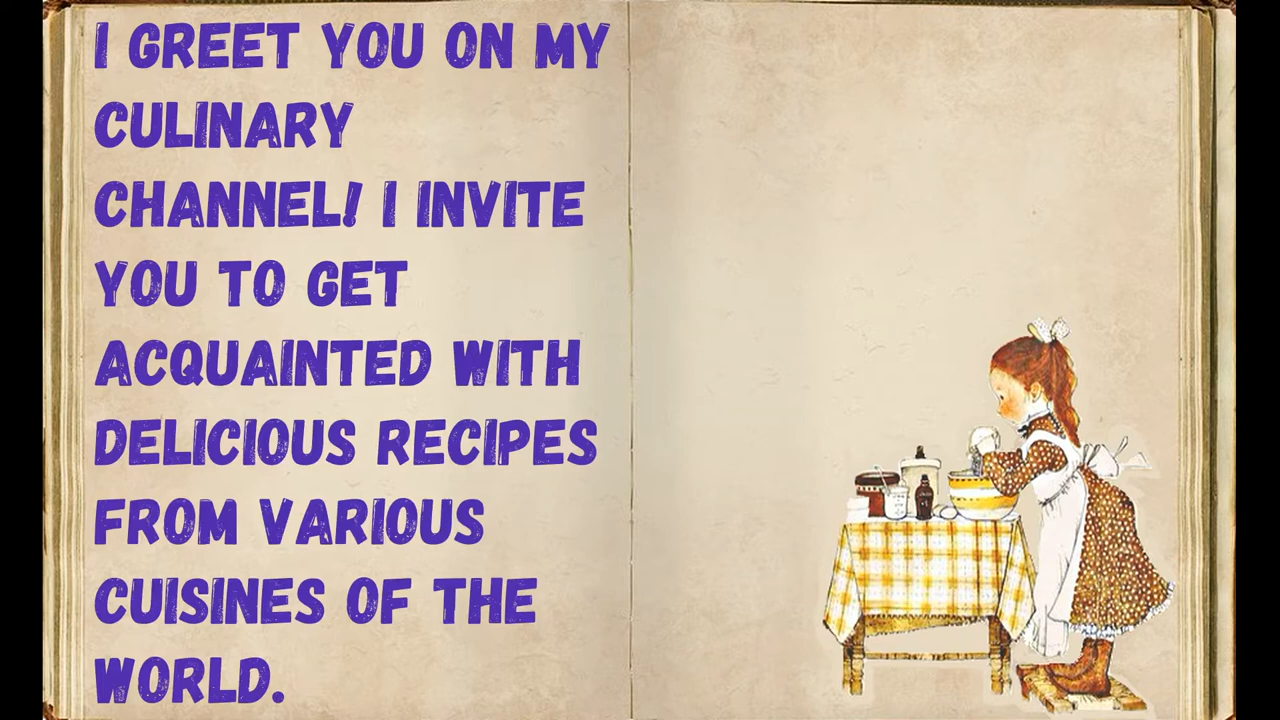 I GREET YOU ON MY
CULINARY
CHANNEL! I INVITE
YOU TO GET
ACQUAINTED WITH
DELICIOUS RECIPES
FROM VARIOUS
CUISINES OF THE
WORLD.